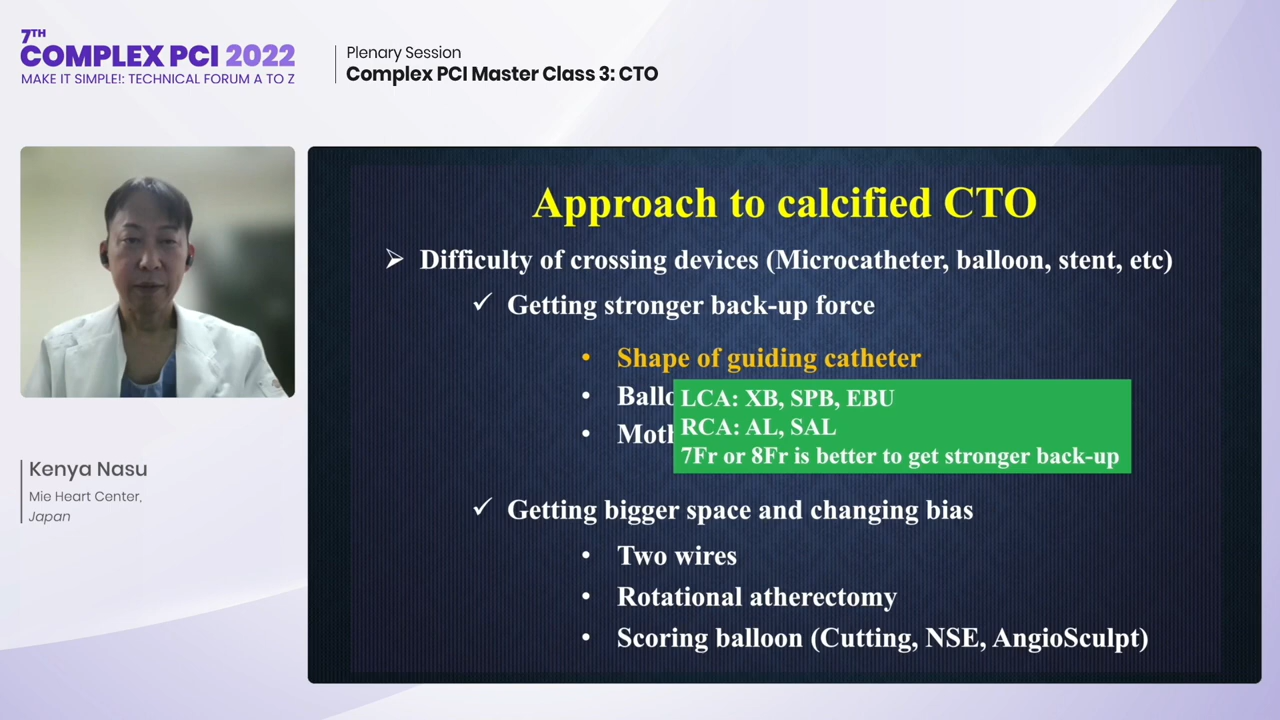 7TH
COMPLEX PCI 2022
MAKE IT SIMPLE!: TECHNICAL FORUM A TO Z
Plenary Session
Complex PCI Master Class 3: CTO
Kenya Nasu
Mie Heart Center,
Japan
Approach to calcified CTO
➢ Difficulty of crossing devices (Microcatheter, balloon, stent, etc)
✓ Getting stronger back-up force
• Shape of guiding catheter
•
•
LCA: XB, SPB, EBU
RCA: AL, SAL
7Fr or 8Fr is better to get stronger back-up
✓ Getting bigger space and changing bias
• Two wires
• Rotational atherectomy
• Scoring balloon (Cutting, NSE, AngioSculpt)